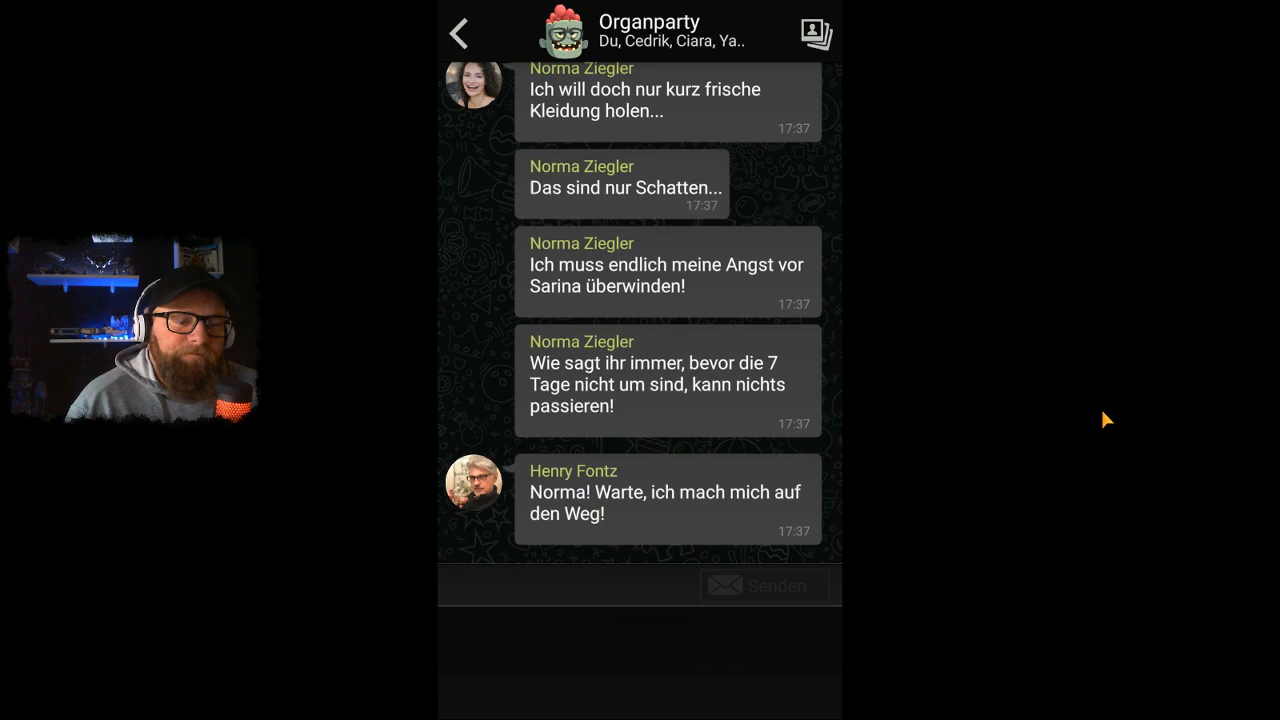 Organparty
Du, Cedrik, Ciara, Ya..
Norma Ziegler
Ich will doch nur kurz frische
Kleidung holen...
17:37
Norma Ziegler
Das sind nur Schatten...
17:37
Norma Ziegler
Ich muss endlich meine Angst vor
Sarina überwinden!
17:37
Norma Ziegler
Wie sagt ihr immer, bevor die 7
Tage nicht um sind, kann nichts
passieren!
17:37
Henry Fontz
Norma! Warte, ich mach mich auf
den Weg!
17:37
Senden